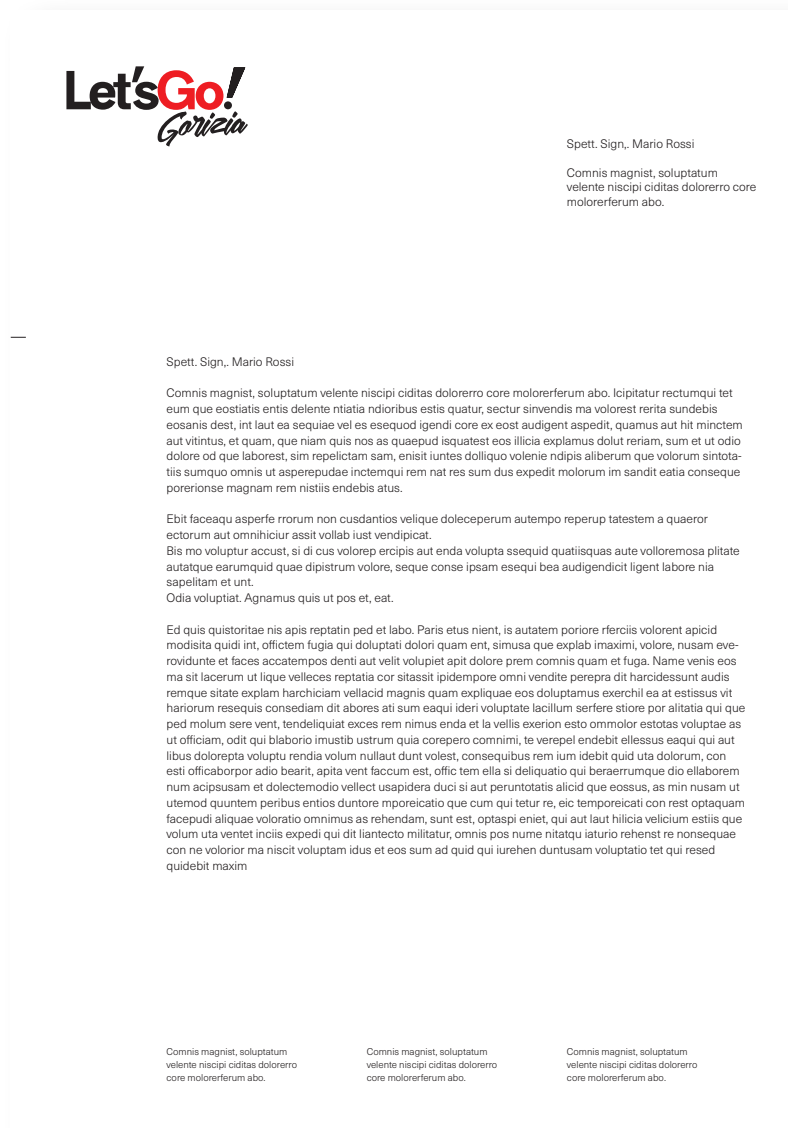 Let'sGo!
Gorizia
Spett. Sign,. Mario Rossi
Comnis magnist, soluptatum
velente niscipi ciditas dolorerro core
molorerferum abo.
Spett. Sign,. Mario Rossi
Comnis magnist, soluptatum velente niscipi ciditas dolorerro core molorerferum abo. Icipitatur rectumqui tet
eum que eostiatis entis delente ntiatia ndioribus estis quatur, sectur sinvendis ma volorest rerita sundebis
eosanis dest, int laut ea sequiae vel es esequod igendi core ex eost audigent aspedit, quamus aut hit minctem
aut vitintus, et quam, que niam quis nos as quaepud isquatest eos illicia explamus dolut reriam, sum et ut odio
dolore od que laborest, sim repelictam sam, enisit iuntes dolliquo volenie ndipis aliberum que volorum sintota-
tiis sumquo omnis ut asperepudae inctemqui rem nat res sum dus expedit molorum im sandit eatia conseque
porerionse magnam rem nistiis endebis atus.
Ebit faceaqu asperfe rrorum non cusdantios velique doleceperum autempo reperup tatestem a quaeror
ectorum aut omnihiciur assit vollab iust vendipicat.
Bis mo voluptur accust, si di cus volorep ercipis aut enda volupta ssequid quatiisquas aute volloremosa plitate
autatque earumquid quae dipistrum volore, seque conse ipsam esequi bea audigendicit ligent labore nia
sapelitam et unt.
Odia voluptiat. Agnamus quis ut pos et, eat.
Ed quis quistoritae nis apis reptatin ped et labo. Paris etus nient, is autatem poriore rferciis volorent apicid
modisita quidi int, offictem fugia qui doluptati dolori quam ent, simusa que explab imaximi, volore, nusam eve-
rovidunte et faces accatempos denti aut velit volupiet apit dolore prem comnis quam et fuga. Name venis eos
ma sit lacerum ut lique velleces reptatia cor sitassit ipidempore omni vendite perepra dit harcidessunt audis
remque sitate explam harchiciam vellacid magnis quam expliquae eos doluptamus exerchil ea at estissus vit
hariorum resequis consediam dit abores ati sum eaqui ideri voluptate lacillum serfere stiore por alitatia qui que
ped molum sere vent, tendeliquiat exces rem nimus enda et la vellis exerion esto ommolor estotas voluptae as
ut officiam, odit qui blaborio imustib ustrum quia corepero comnimi, te verepel endebit ellessus eaqui qui aut
libus dolorepta voluptu rendia volum nullaut dunt volest, consequibus rem ium idebit quid uta dolorum, con
esti officaborpor adio bearit, apita vent faccum est, offic tem ella si deliquatio qui beraerrumque dio ellaborem
num acipsusam et dolectemodio vellect usapidera duci si aut peruntotatis alicid que eossus, as min nusam ut
utemod quuntem peribus entios duntore mporeicatio que cum qui tetur re, eic temporeicati con rest optaquam
facepudi aliquae voloratio omnimus as rehendam, sunt est, optaspi eniet, qui aut laut hilicia velicium estiis que
volum uta ventet inciis expedi qui dit liantecto militatur, omnis pos nume nitatqu iaturio rehenst re nonsequae
con ne volorior ma niscit voluptam idus et eos sum ad quid qui iurehen duntusam voluptatio tet qui resed
quidebit maxim
Comnis magnist, soluptatum
velente niscipi ciditas dolorerro
core molorerferum abo.
Comnis magnist, soluptatum
velente niscipi ciditas dolorerro
core molorerferum abo.
Comnis magnist, soluptatum
velente niscipi ciditas dolorerro
core molorerferum abo.